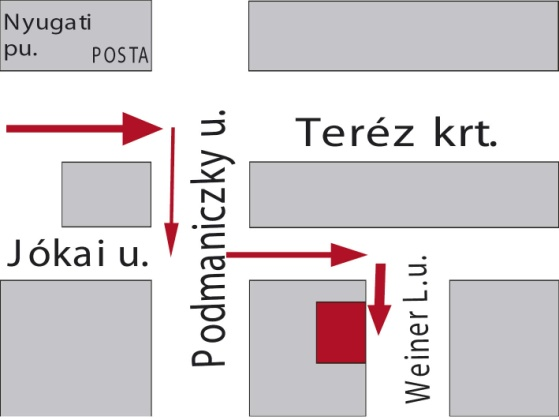 Nyugati
pu. POSTA
Teréz krt.
Podmaniczky u.
Jókai u.
Weiner L.u.